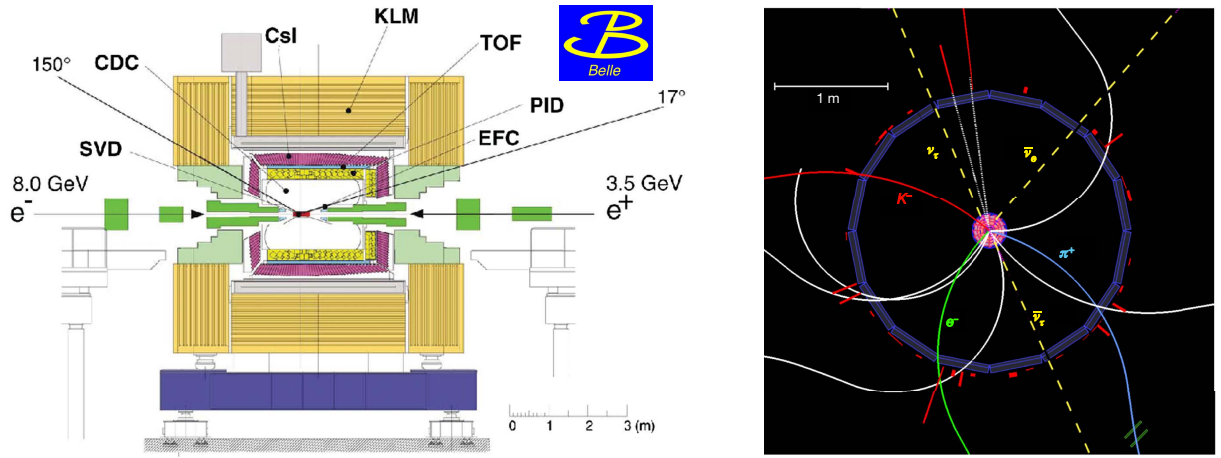 KLM
CsI
TOF
CDC
Belle
150°
17°
PID
EFC
SVD
8.0 GeV
3.5 GeV
e-
e+
0 1 2 3 (m)
1 m
ντ
ν̄e
K-
π+
e-
ν̄τ